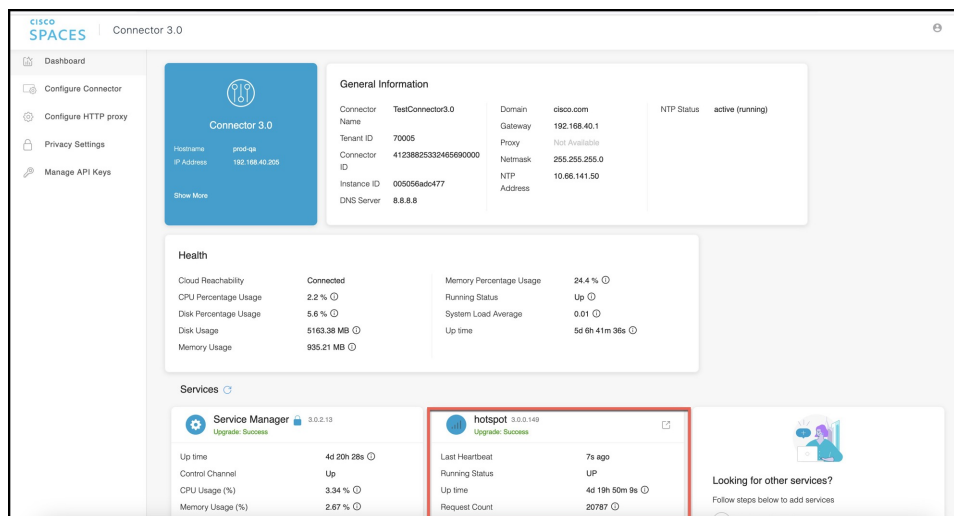 CISCO
SPACES
Connector 3.0
Dashboard
Configure Connector
Configure HTTP proxy
Privacy Settings
Manage API Keys
Connector 3.0
Hostname prod-qa
IP Address 192.168.40.205
Show More
General Information
Connector Name TestConnector3.0
Tenant ID 70005
Connector ID 41238825332465690000
Instance ID 005056adc477
DNS Server 8.8.8.8
Domain cisco.com
Gateway 192.168.40.1
Proxy Not Available
Netmask 255.255.255.0
NTP Address 10.66.141.50
NTP Status active (running)
Health
Cloud Reachability Connected
CPU Percentage Usage 2.2 %
Disk Percentage Usage 5.6 %
Disk Usage 5163.38 MB
Memory Usage 935.21 MB
Memory Percentage Usage 24.4 %
Running Status Up
System Load Average 0.01
Up time 5d 6h 41m 36s
Services
Service Manager 3.0.2.13
Upgrade: Success
Up time 4d 20h 28s
Control Channel Up
CPU Usage (%) 3.34 %
Memory Usage (%) 2.67 %
hotspot 3.0.0.149
Upgrade: Success
Last Heartbeat 7s ago
Running Status UP
Up time 4d 19h 50m 9s
Request Count 20787
Looking for other services?
Follow steps below to add services